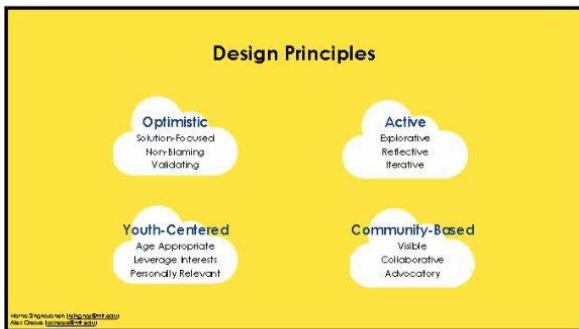 Design Principles
Optimistic
Solution-Focused
Non-Blaming
Validating
Active
Explorative
Reflective
Iterative
Youth-Centered
Age Appropriate
Leverage Interests
Personally Relevant
Community-Based
Visible
Collaborative
Advocatory
Alex